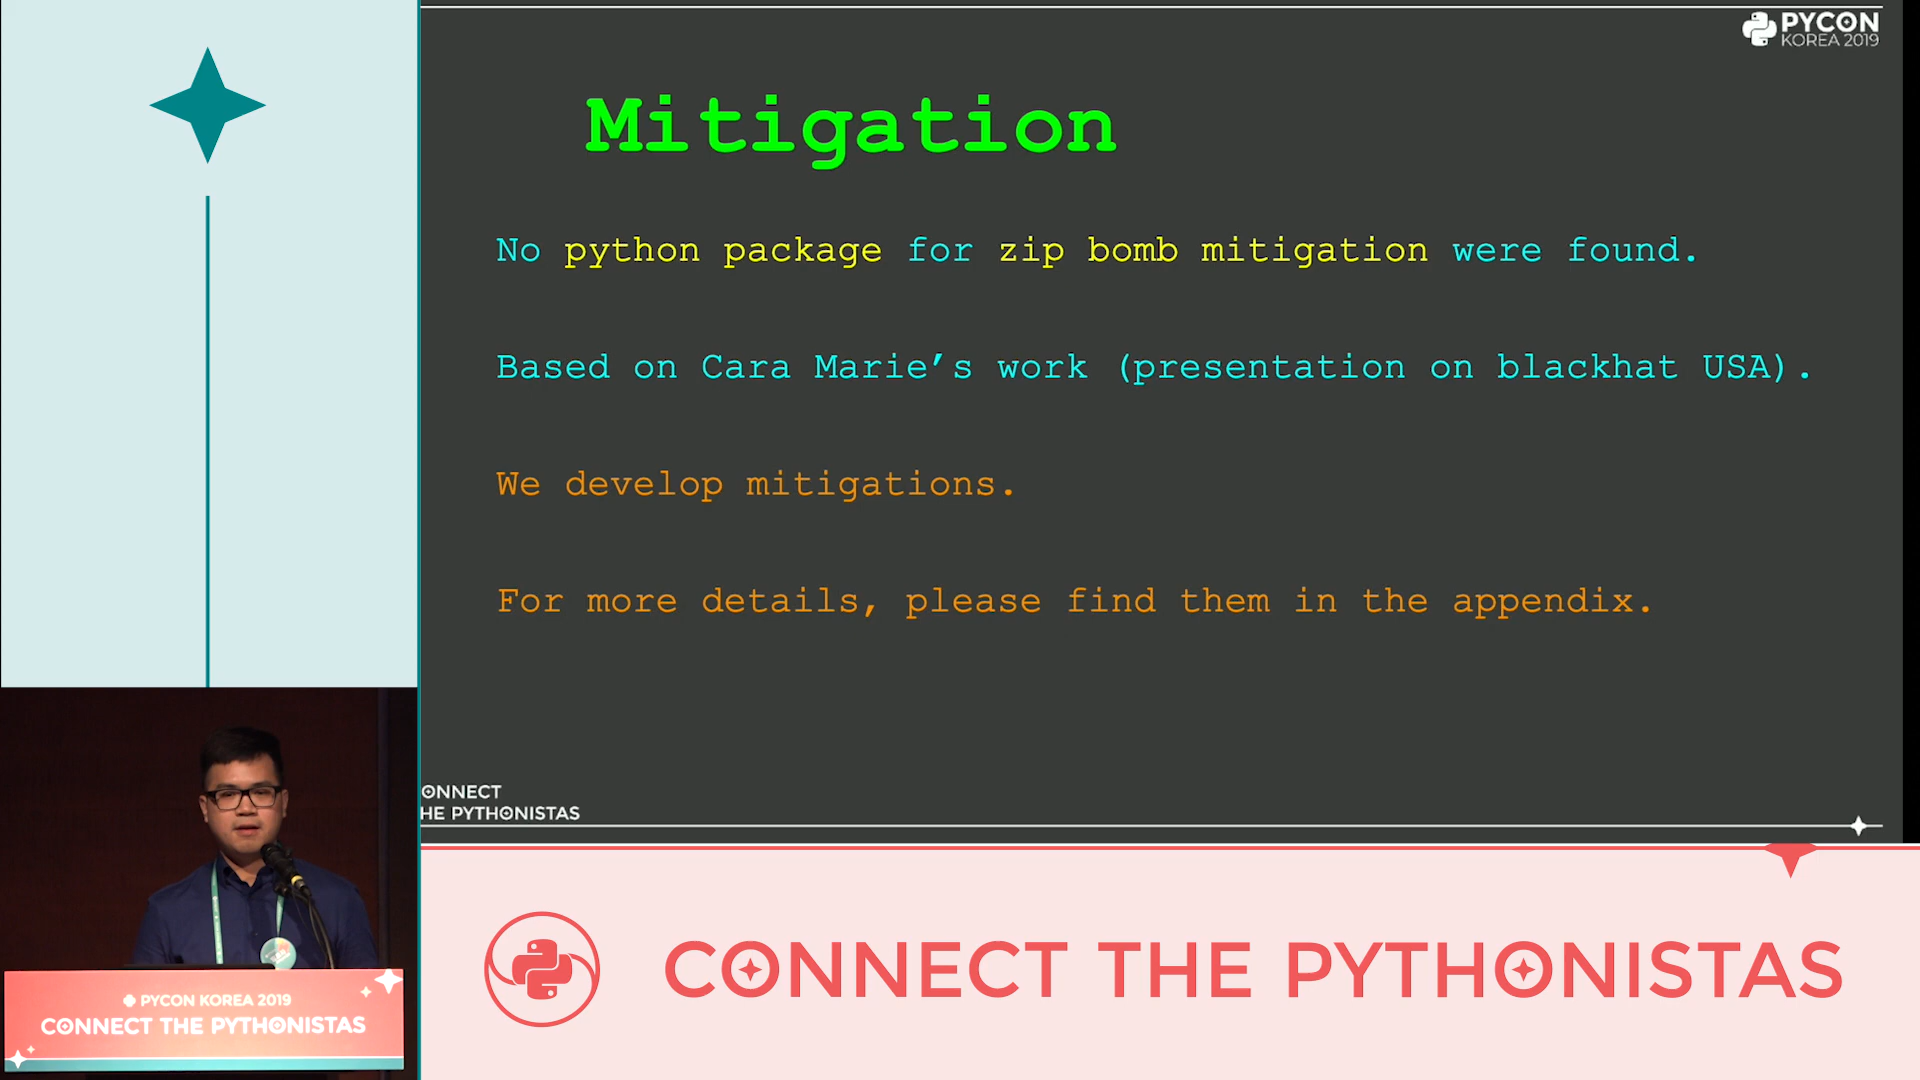 PYCON
KOREA 2019
Mitigation
No python package for zip bomb mitigation were found.
Based on Cara Marie’s work (presentation on blackhat USA).
We develop mitigations.
For more details, please find them in the appendix.
ONNECT
HE PYTHONISTAS
PYCON KOREA 2019
CONNECT THE PYTHONISTAS
CONNECT THE PYTHONISTAS